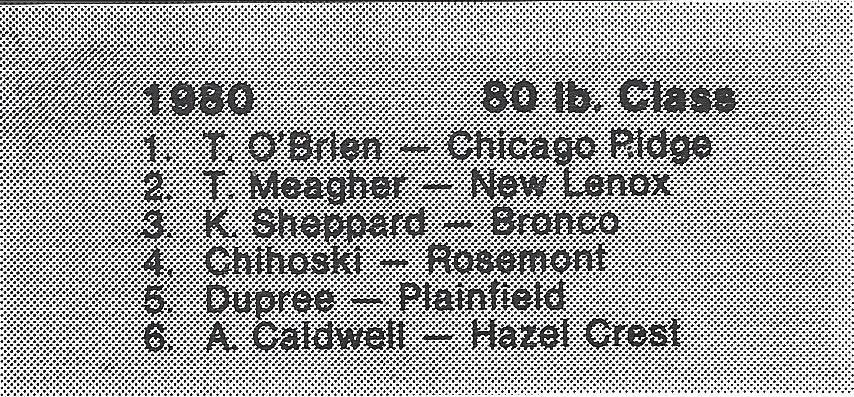 1980 80 lb. Class
1. T. O'Brien — Chicago Ridge
2. T. Meagher — New Lenox
3. K. Sheppard — Bronco
4. Chihoski — Rosemont
5. Dupree — Plainfield
6. A. Caldwell — Hazel Crest